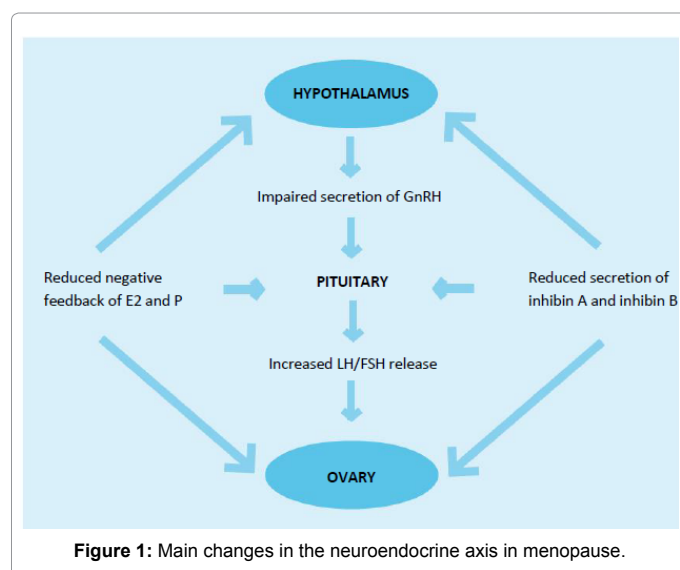 HYPOTHALAMUS
Impaired secretion of GnRH
Reduced negative
feedback of E2 and P
PITUITARY
Reduced secretion of
inhibin A and inhibin B
Increased LH/FSH release
OVARY
Figure 1: Main changes in the neuroendocrine axis in menopause.